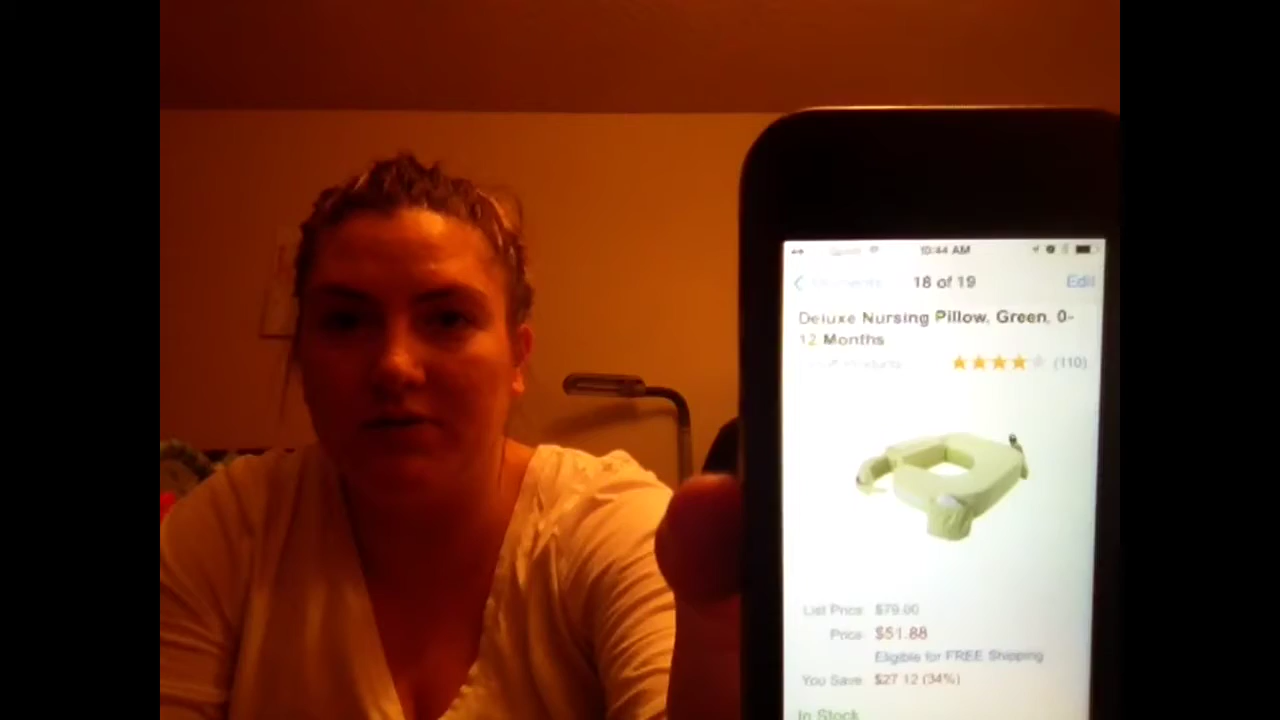 10:44 AM
18 of 19
Edit
Deluxe Nursing Pillow, Green, 0-
12 Months
(110)
List Price: $79.00
Price: $51.88
Eligible for FREE Shipping
You Save: $27.12 (34%)
In Stock